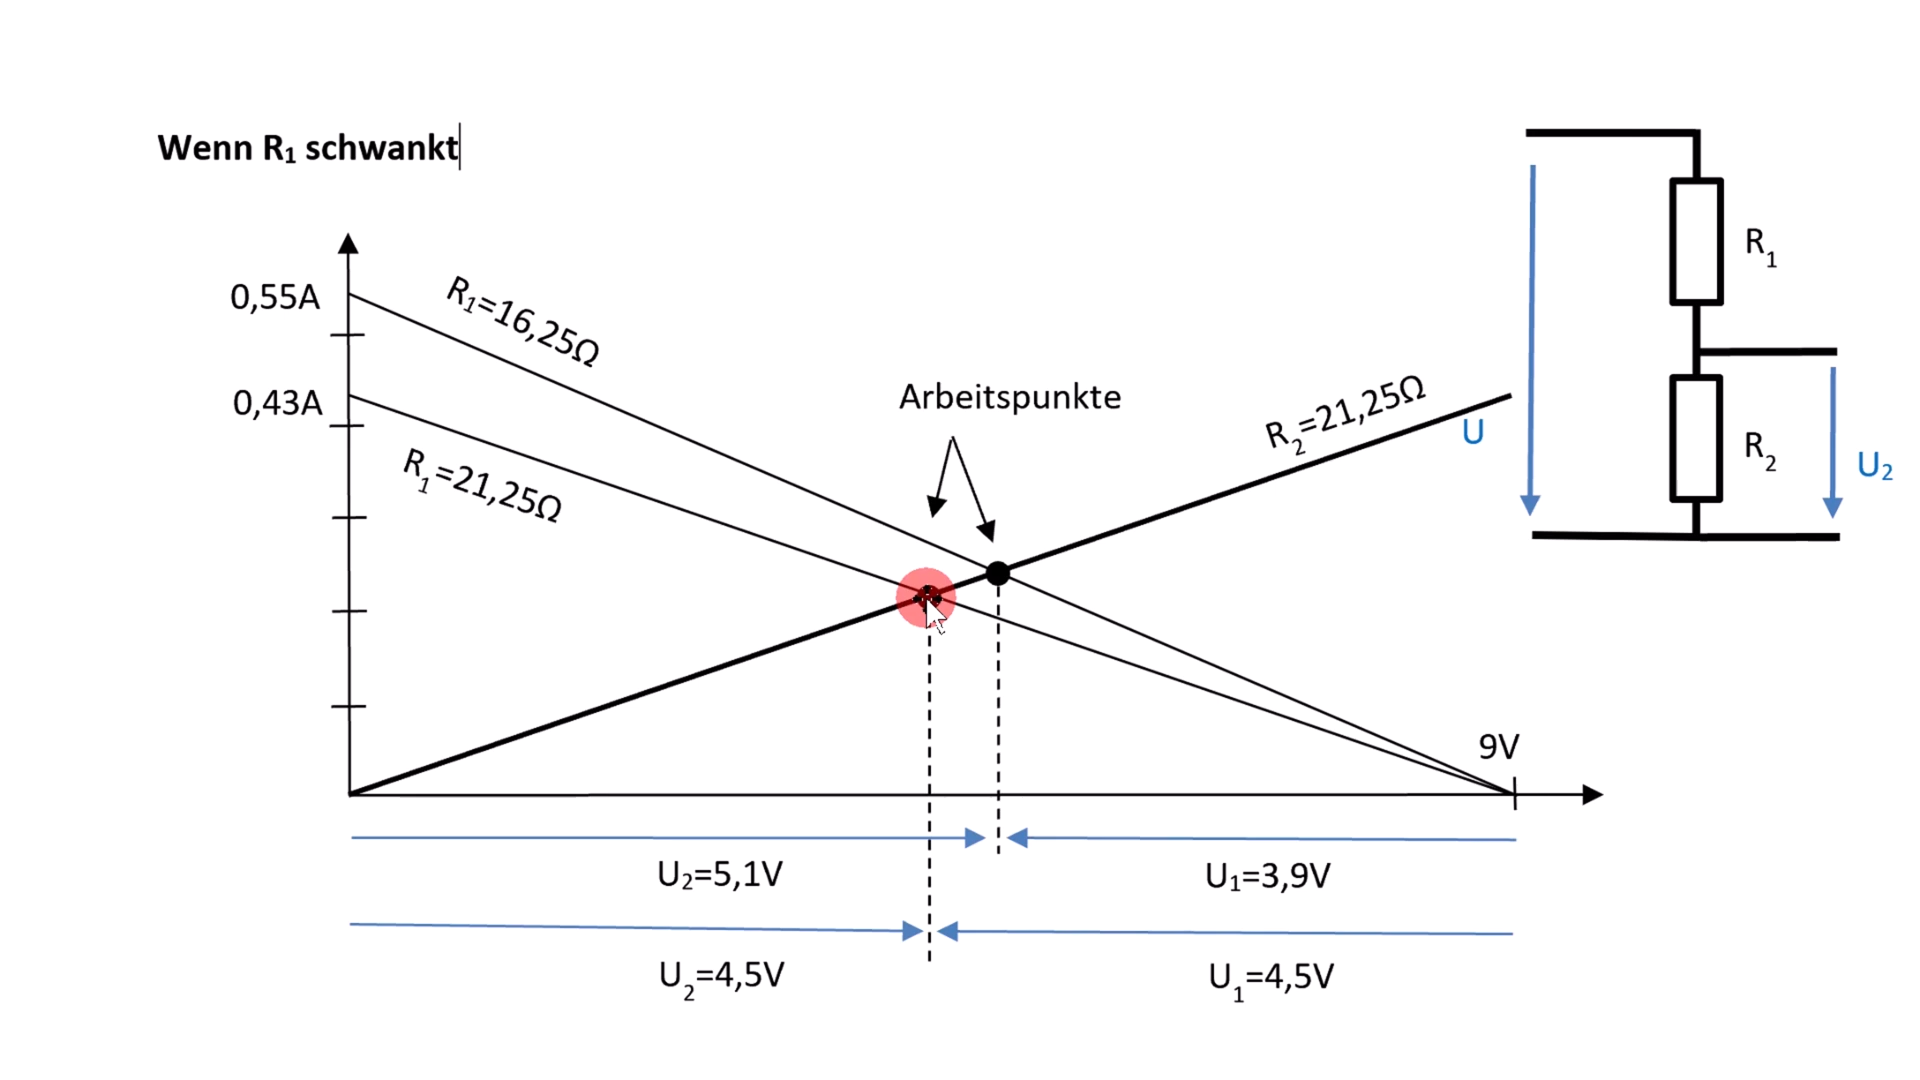 Wenn R₁ schwankt
0,55A
R₁=16,25Ω
0,43A
R₁=21,25Ω
Arbeitspunkte
R₂=21,25Ω
U
R₁
R₂
U₂
9V
U₂=5,1V
U₁=3,9V
U₂=4,5V
U₁=4,5V